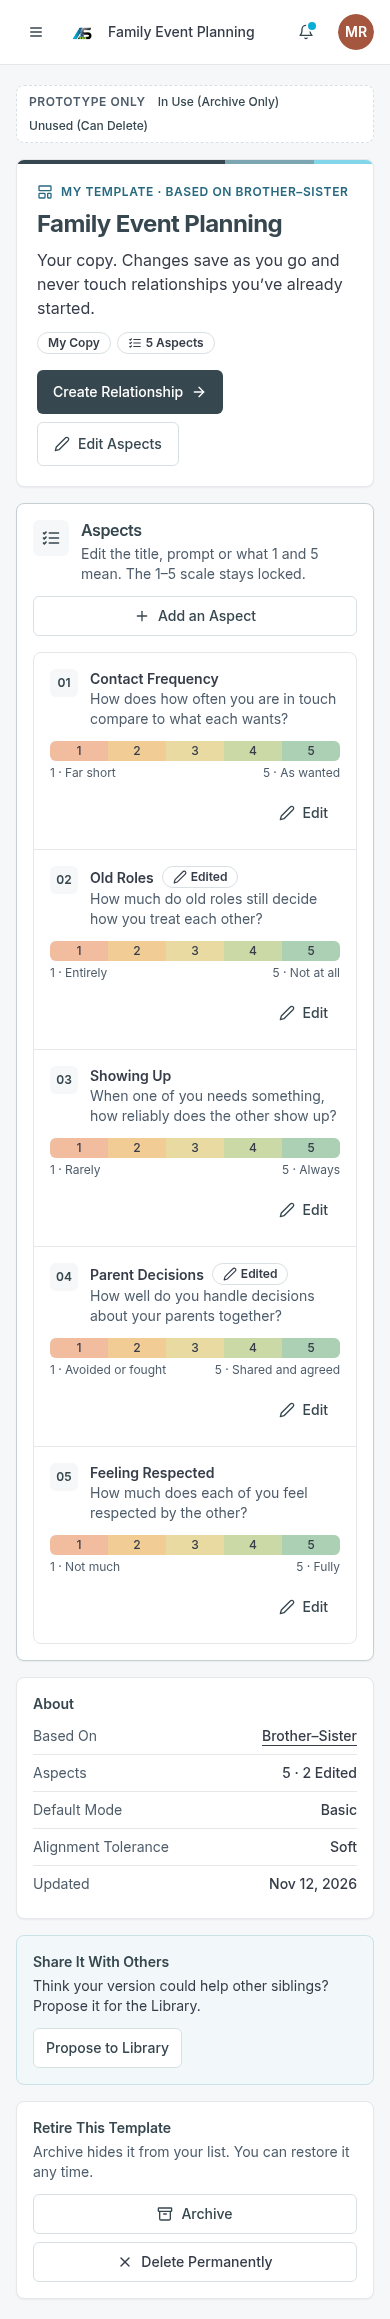 Family Event Planning
MR
PROTOTYPE ONLY In Use (Archive Only)
Unused (Can Delete)
MY TEMPLATE · BASED ON BROTHER–SISTER
Family Event Planning
Your copy. Changes save as you go and
never touch relationships you’ve already
started.
My Copy 5 Aspects
Create Relationship
Edit Aspects
Aspects
Edit the title, prompt or what 1 and 5
mean. The 1–5 scale stays locked.
Add an Aspect
01 Contact Frequency
How does how often you are in touch
compare to what each wants?
1 2 3 4 5
1 · Far short 5 · As wanted
Edit
02 Old Roles Edited
How much do old roles still decide
how you treat each other?
1 2 3 4 5
1 · Entirely 5 · Not at all
Edit
03 Showing Up
When one of you needs something,
how reliably does the other show up?
1 2 3 4 5
1 · Rarely 5 · Always
Edit
04 Parent Decisions Edited
How well do you handle decisions
about your parents together?
1 2 3 4 5
1 · Avoided or fought 5 · Shared and agreed
Edit
05 Feeling Respected
How much does each of you feel
respected by the other?
1 2 3 4 5
1 · Not much 5 · Fully
Edit
About
Based On Brother–Sister
Aspects 5 · 2 Edited
Default Mode Basic
Alignment Tolerance Soft
Updated Nov 12, 2026
Share It With Others
Think your version could help other siblings?
Propose it for the Library.
Propose to Library
Retire This Template
Archive hides it from your list. You can restore it
any time.
Archive
Delete Permanently